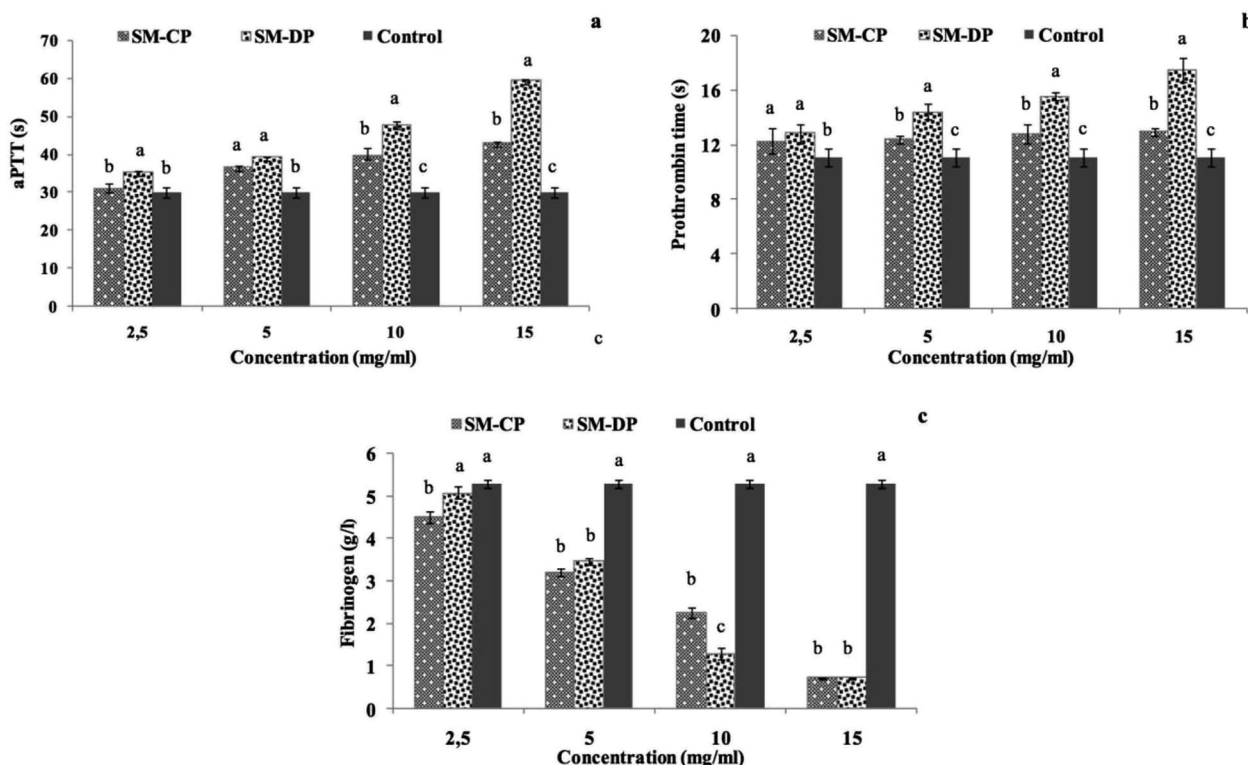 a
SM-CP SM-DP Control
aPTT (s)
70
60
50
40
30
20
10
0
b a b
a a b
b a c
b a c
2,5 5 10 15
Concentration (mg/ml)
c
b
SM-CP SM-DP Control
Prothrombin time (s)
20
16
12
8
4
0
a a b
b a c
b a c
b a c
2,5 5 10 15
Concentration (mg/ml)
c
SM-CP SM-DP Control
Fibrinogen (g/l)
6
5
4
3
2
1
0
b a a
b b a
b c a
b b a
2,5 5 10 15
Concentration (mg/ml)